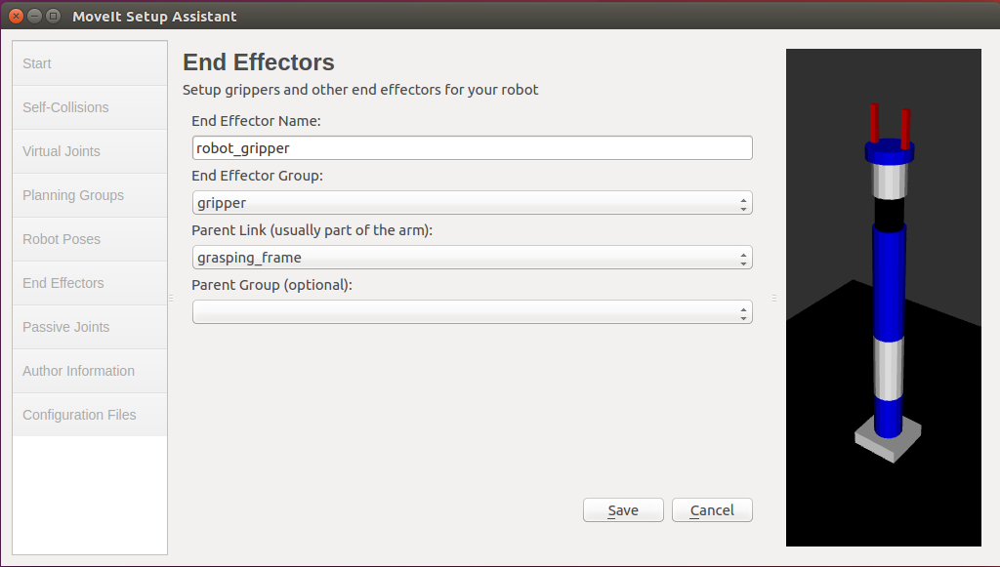 MoveIt Setup Assistant
Start
Self-Collisions
Virtual Joints
Planning Groups
Robot Poses
End Effectors
Passive Joints
Author Information
Configuration Files
End Effectors
Setup grippers and other end effectors for your robot
End Effector Name:
robot_gripper
End Effector Group:
gripper
Parent Link (usually part of the arm):
grasping_frame
Parent Group (optional):
Save
Cancel